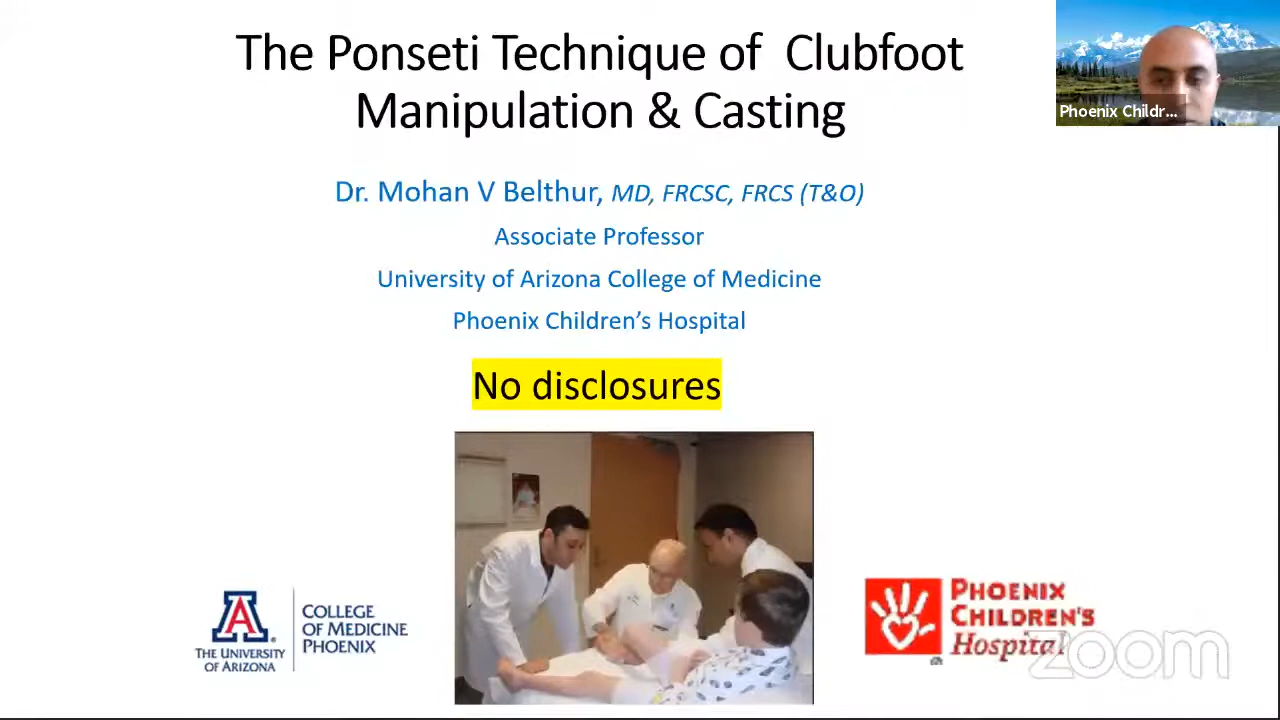 The Ponseti Technique of Clubfoot
Manipulation & Casting
Phoenix Childr...
Dr. Mohan V Belthur, MD, FRCSC, FRCS (T&O)
Associate Professor
University of Arizona College of Medicine
Phoenix Children’s Hospital
No disclosures
A
THE UNIVERSITY
OF ARIZONA
COLLEGE
OF MEDICINE
PHOENIX
PHOENIX
CHILDREN'S
Hospital
zoom